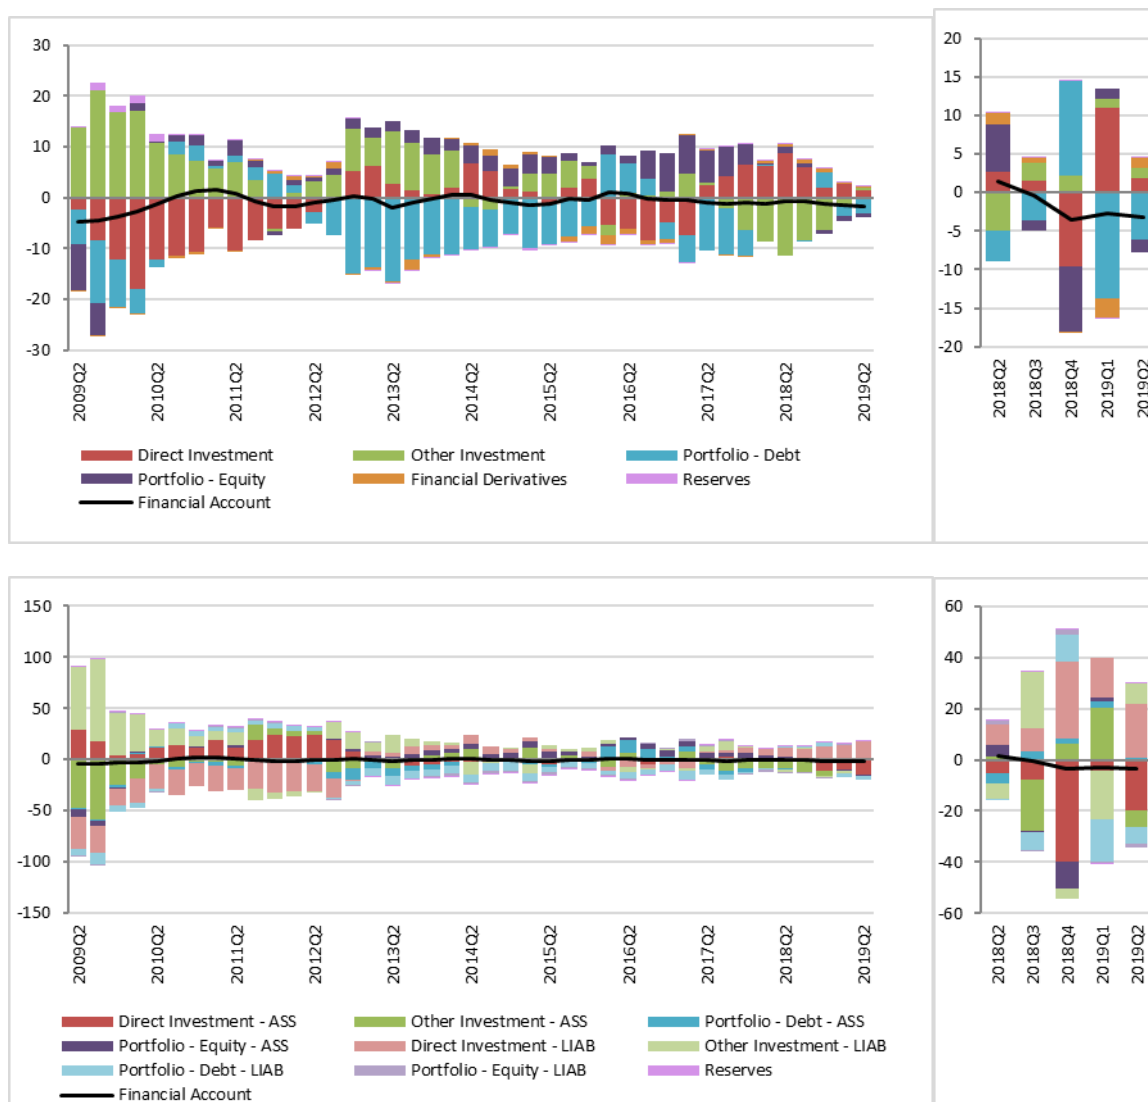 30
20
10
0
-10
-20
-30
2009Q2
2010Q2
2011Q2
2012Q2
2013Q2
2014Q2
2015Q2
2016Q2
2017Q2
2018Q2
2019Q2
Direct Investment
Other Investment
Portfolio - Debt
Portfolio - Equity
Financial Derivatives
Reserves
Financial Account
20
15
10
5
0
-5
-10
-15
-20
2018Q2
2018Q3
2018Q4
2019Q1
2019Q2
150
100
50
0
-50
-100
-150
2009Q2
2010Q2
2011Q2
2012Q2
2013Q2
2014Q2
2015Q2
2016Q2
2017Q2
2018Q2
2019Q2
Direct Investment - ASS
Other Investment - ASS
Portfolio - Debt - ASS
Portfolio - Equity - ASS
Direct Investment - LIAB
Other Investment - LIAB
Portfolio - Debt - LIAB
Portfolio - Equity - LIAB
Reserves
Financial Account
60
40
20
0
-20
-40
-60
2018Q2
2018Q3
2018Q4
2019Q1
2019Q2